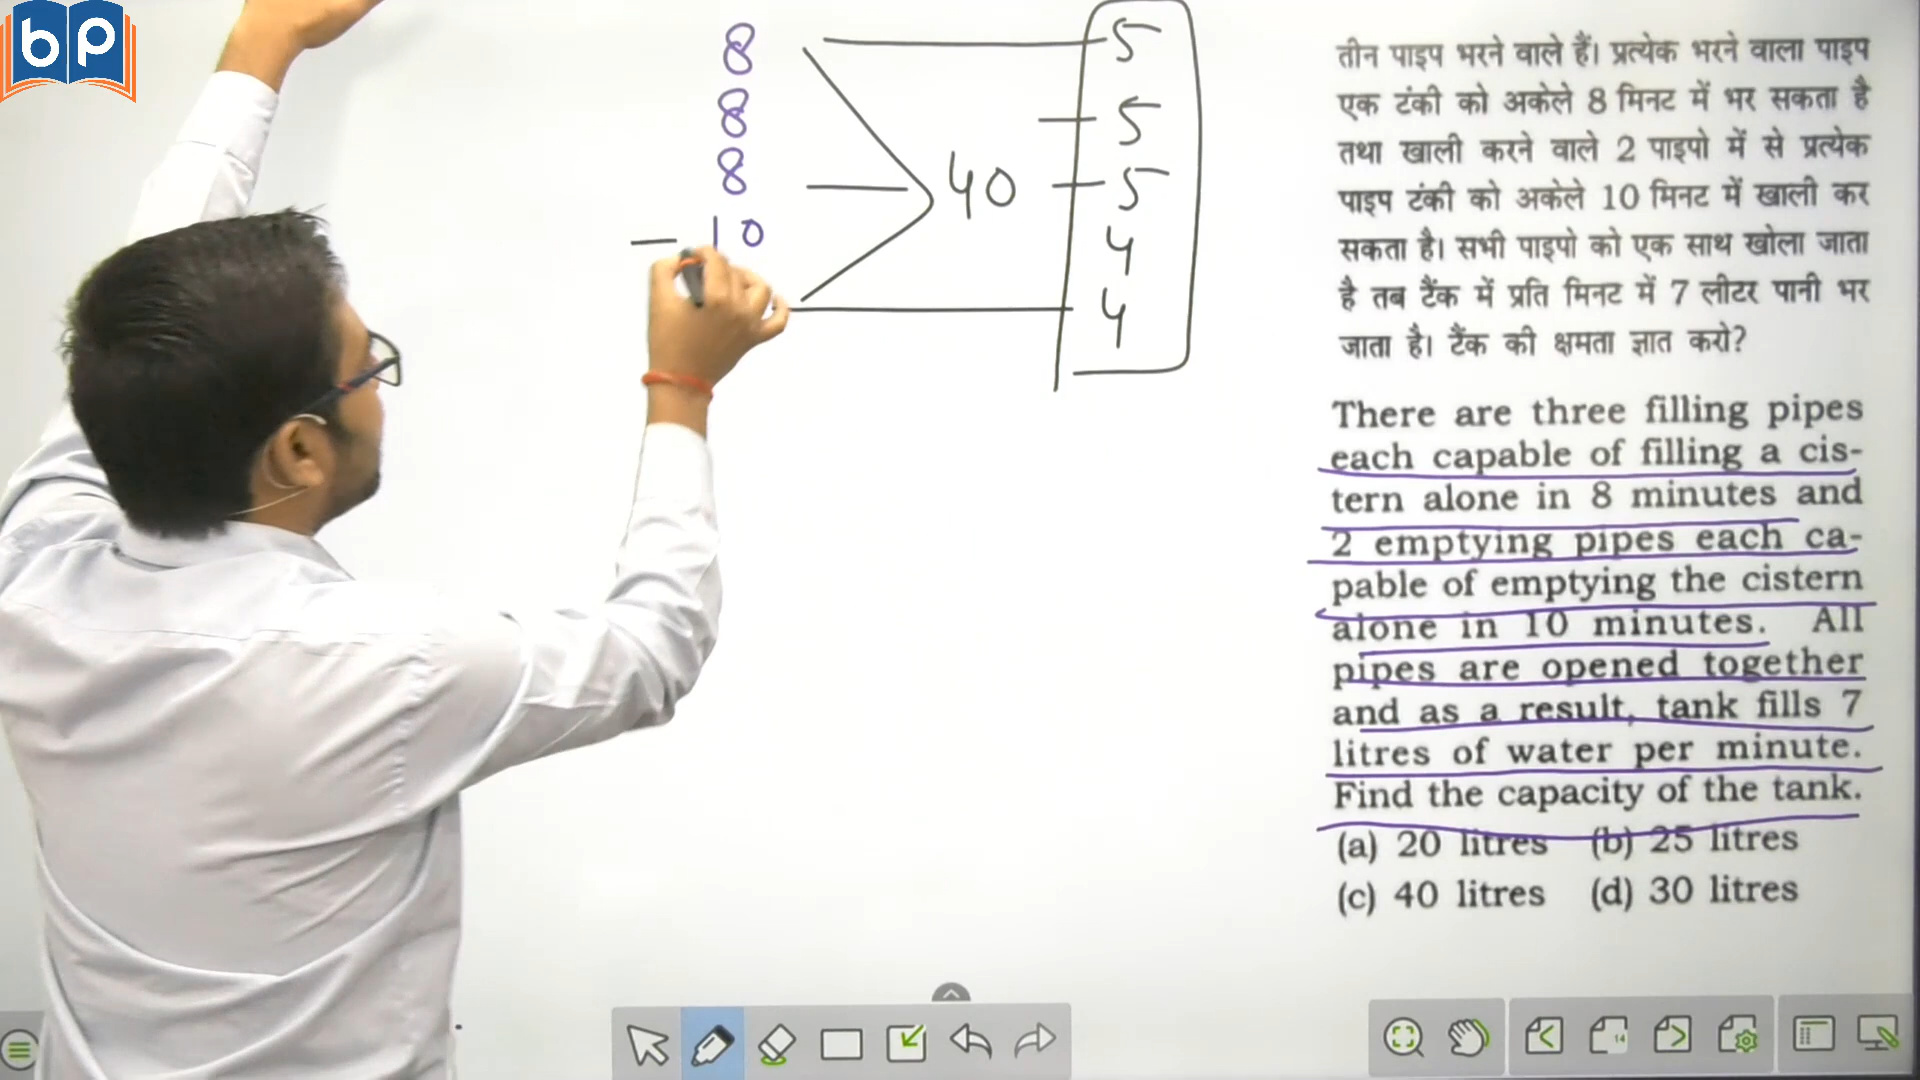 bp
8
8
8
— 10
40
5
5
5
4
4
तीन पाइप भरने वाले हैं। प्रत्येक भरने वाला पाइप
एक टंकी को अकेले 8 मिनट में भर सकता है
तथा खाली करने वाले 2 पाइपो में से प्रत्येक
पाइप टंकी को अकेले 10 मिनट में खाली कर
सकता है। सभी पाइपो को एक साथ खोला जाता
है तब टैंक में प्रति मिनट में 7 लीटर पानी भर
जाता है। टैंक की क्षमता ज्ञात करो?
There are three filling pipes
each capable of filling a cis-
tern alone in 8 minutes and
2 emptying pipes each ca-
pable of emptying the cistern
alone in 10 minutes. All
pipes are opened together
and as a result, tank fills 7
litres of water per minute.
Find the capacity of the tank.
(a) 20 litres (b) 25 litres
(c) 40 litres (d) 30 litres
14